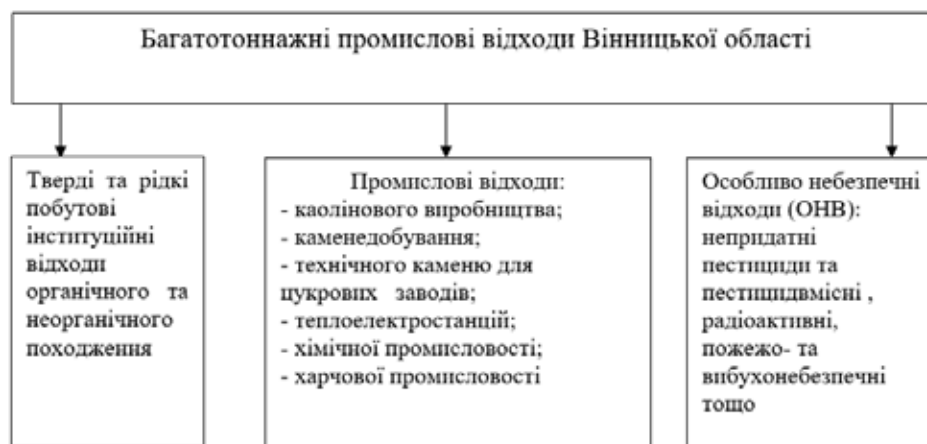 Багатотоннажні промислові відходи Вінницької області
Тверді та рідкі
побутові
інституційні
відходи
органічного та
неорганічного
походження
Промислові відходи:
- каолінового виробництва;
- каменедобування;
- технічного каменю для
цукрових заводів;
- теплоелектростанцій;
- хімічної промисловості;
- харчової промисловості
Особливо небезпечні
відходи (ОНВ):
непридатні
пестициди та
пестицидвмісні ,
радіоактивні,
пожежо- та
вибухонебезпечні
тощо